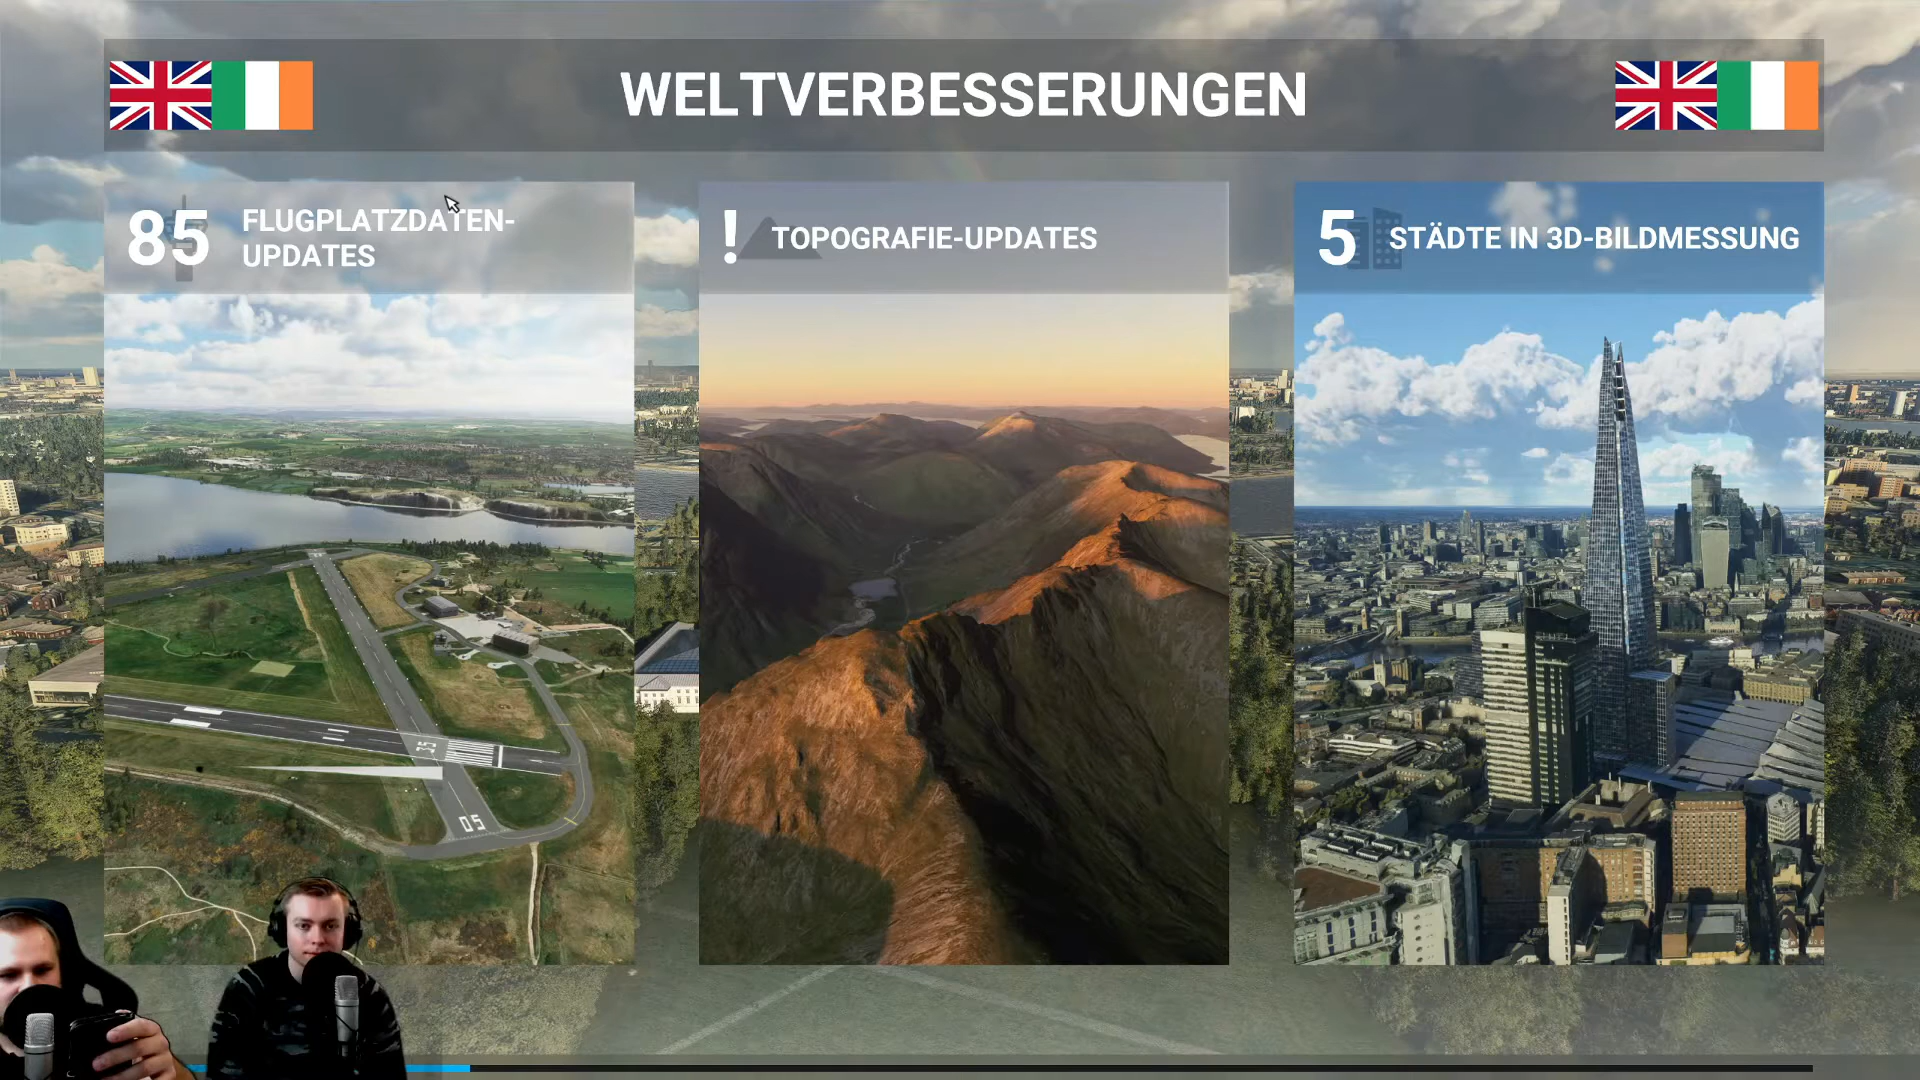 WELTVERBESSERUNGEN
85
FLUGPLATZDATEN-
UPDATES
!
TOPOGRAFIE-UPDATES
5
STÄDTE IN 3D-BILDMESSUNG
35
05